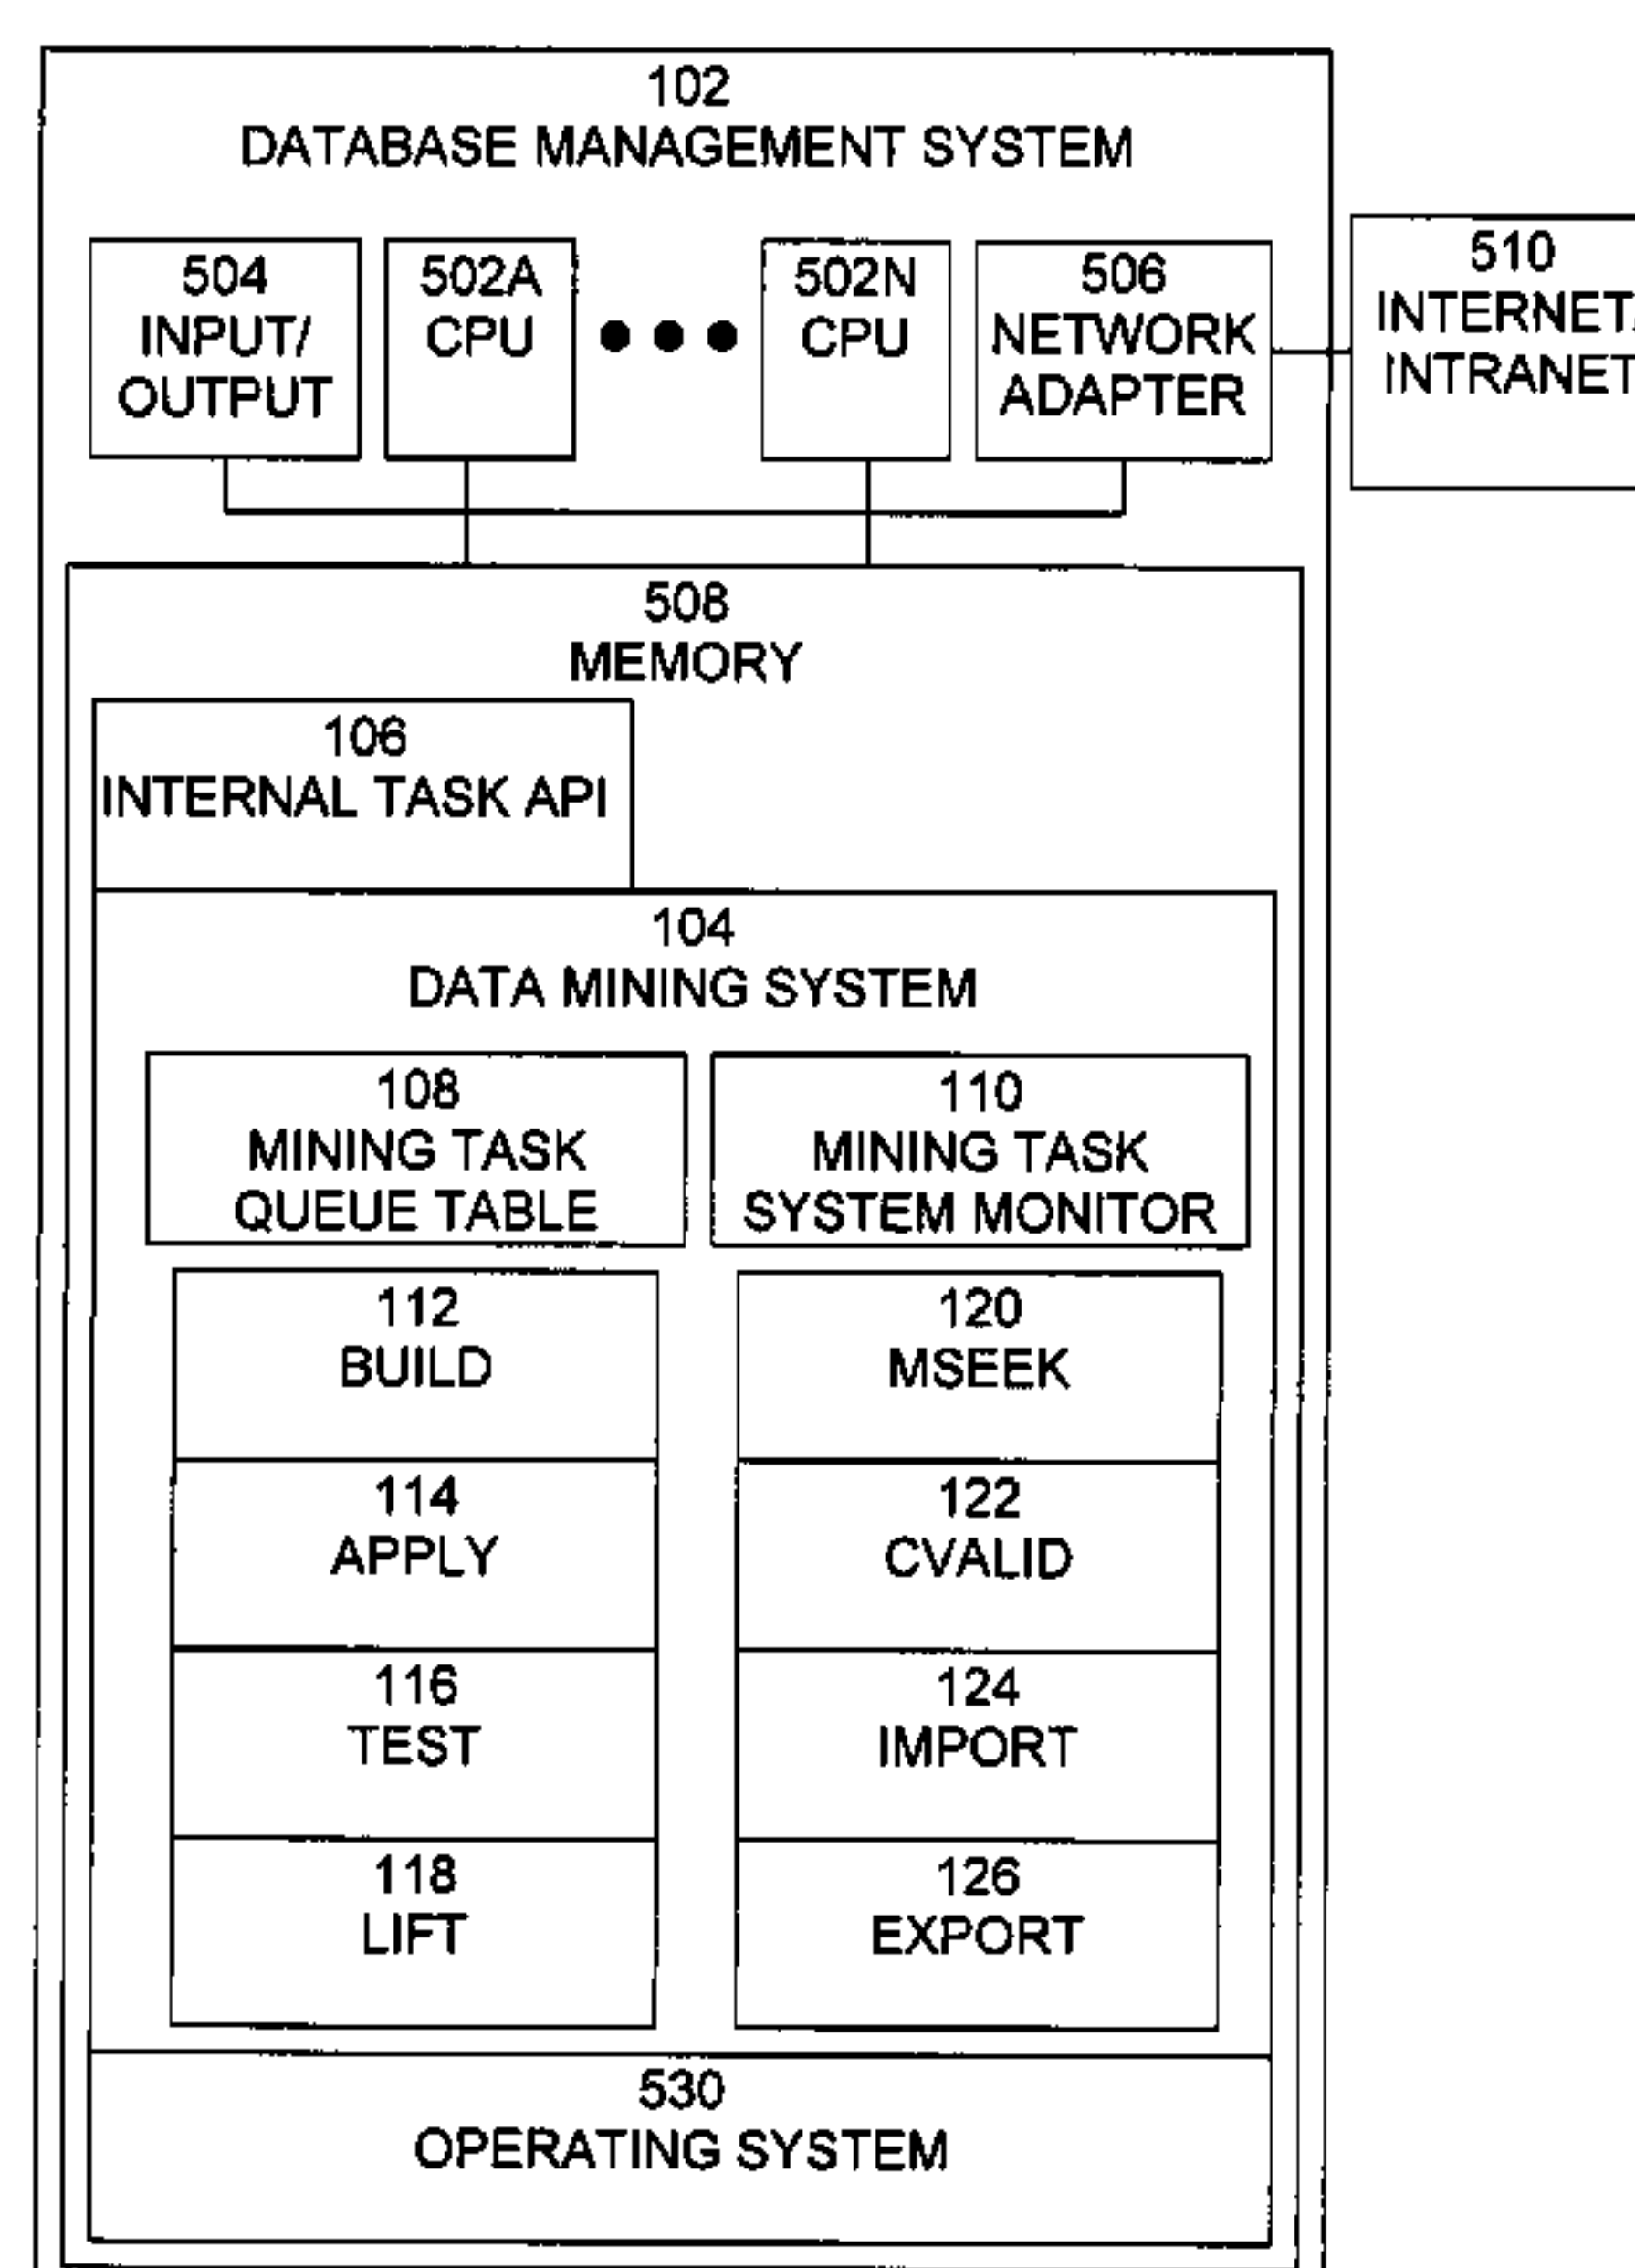 102
DATABASE MANAGEMENT SYSTEM
504
INPUT/
OUTPUT
502A
CPU
502N
CPU
506
NETWORK
ADAPTER
510
INTERNET/
INTRANET
508
MEMORY
106
INTERNAL TASK API
104
DATA MINING SYSTEM
108
MINING TASK
QUEUE TABLE
110
MINING TASK
SYSTEM MONITOR
112
BUILD
120
MSEEK
114
APPLY
122
CVALID
116
TEST
124
IMPORT
118
LIFT
126
EXPORT
530
OPERATING SYSTEM